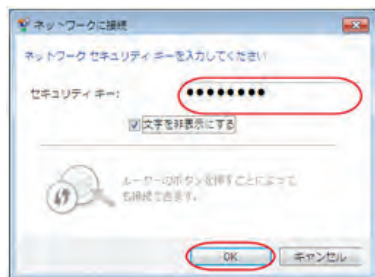 ネットワークに接続
ネットワーク セキュリティ キーを入力してください
セキュリティ キー:
●●●●●●●●
文字を非表示にする
ルーターのボタンを押すことによって
も接続できます。
OK キャンセル